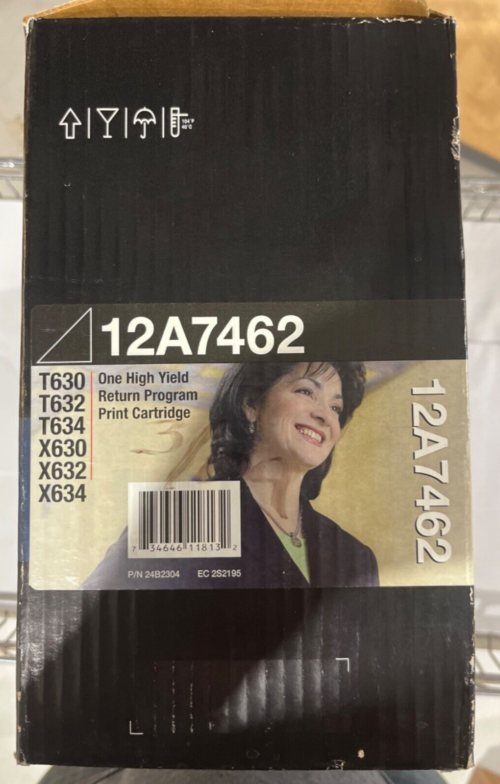 12A7462
T630
T632
T634
X630
X632
X634
One High Yield
Return Program
Print Cartridge
12A7462
7 34646 11813 2
P/N 24B2304 EC 2S2195